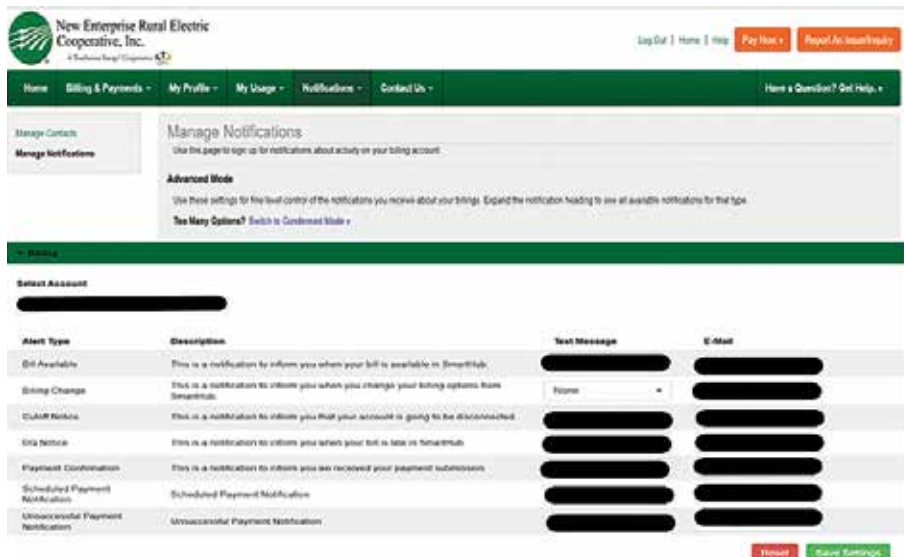 New Enterprise Rural Electric
Cooperative, Inc.
A Touchstone Energy Cooperative
Log Out | Home | Help Pay Now » Report An Issue/Inquiry
Home Billing & Payments My Profile My Usage Notifications Contact Us Have a Question? Get Help. »
Manage Contacts
Manage Notifications
Manage Notifications
Use this page to sign up for notifications about activity on your billing account.
Advanced Mode
Use these settings for fine level control of the notifications you receive about your billings. Expand the notification heading to see all available notifications for that type.
Too Many Options? Switch to Condensed Mode »
Billing
Select Account
Alert Type Description Text Message E-Mail
Bill Available This is a notification to inform you when your bill is available in SmartHub.
Billing Change This is a notification to inform you when you change your billing options from
SmartHub. None
Cutoff Notice This is a notification to inform you that your account is going to be disconnected.
Notice This is a notification to inform you when your bill is late in SmartHub
Payment Confirmation This is a notification to inform you we received your payment submission.
Scheduled Payment
Notification Scheduled Payment Notification
Unsuccessful Payment
Notification Unsuccessful Payment Notification
Reset Save Settings